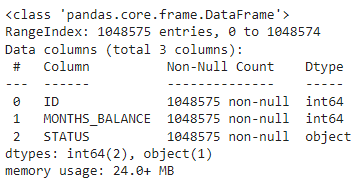 <class 'pandas.core.frame.DataFrame'>
RangeIndex: 1048575 entries, 0 to 1048574
Data columns (total 3 columns):
 #   Column          Non-Null Count    Dtype
---  ------          --------------    -----
 0   ID              1048575 non-null  int64
 1   MONTHS_BALANCE  1048575 non-null  int64
 2   STATUS          1048575 non-null  object
dtypes: int64(2), object(1)
memory usage: 24.0+ MB